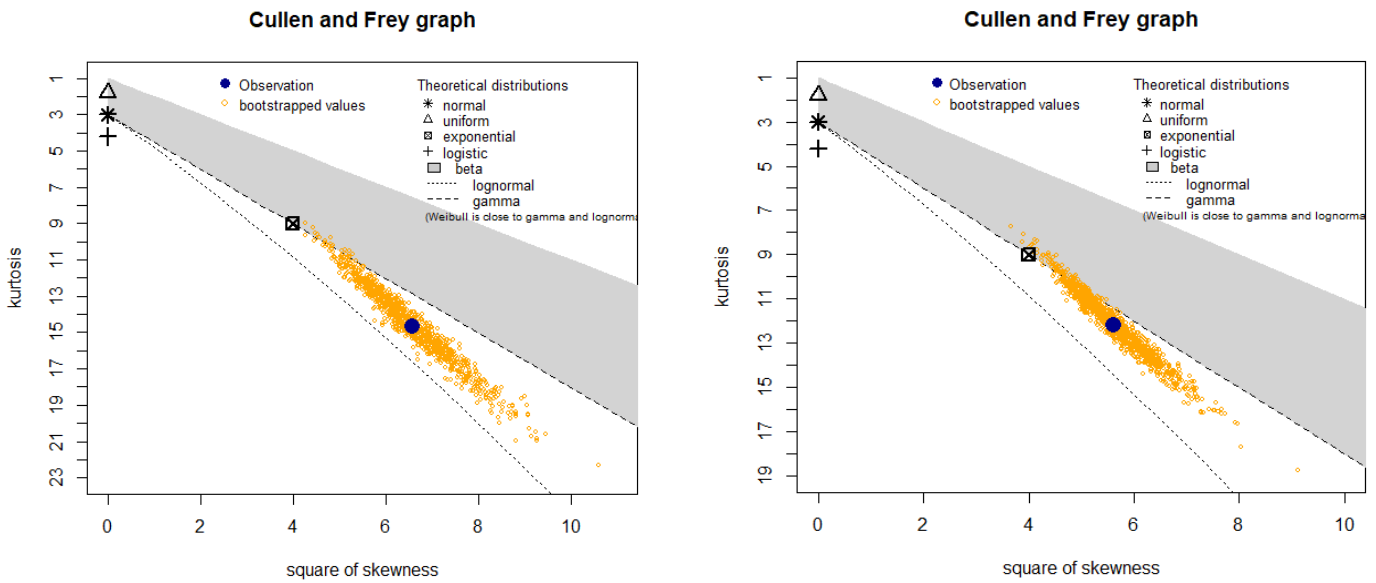 Cullen and Frey graph
kurtosis
1
3
5
7
9
11
13
15
17
19
21
23
Observation
bootstrapped values
Theoretical distributions
normal
uniform
exponential
logistic
beta
lognormal
gamma
(Weibull is close to gamma and lognorma
0 2 4 6 8 10
square of skewness
Cullen and Frey graph
kurtosis
1
3
5
7
9
11
13
15
17
19
Observation
bootstrapped values
Theoretical distributions
normal
uniform
exponential
logistic
beta
lognormal
gamma
(Weibull is close to gamma and lognorma
0 2 4 6 8 10
square of skewness